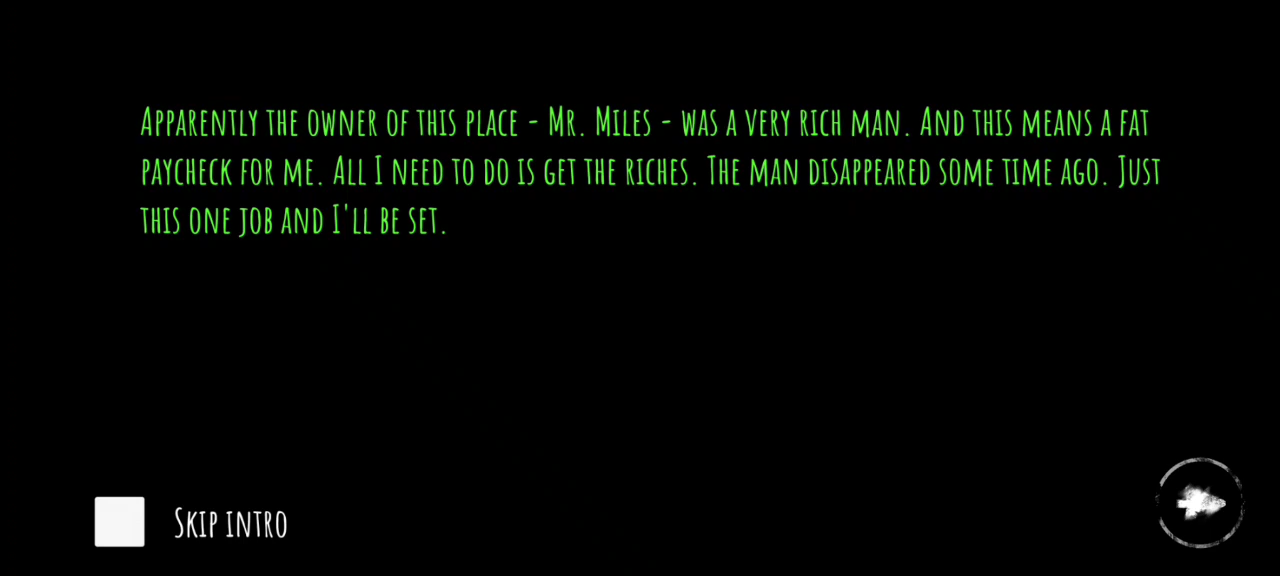 Apparently the owner of this place - Mr. Miles - was a very rich man. And this means a fat
paycheck for me. All I need to do is get the riches. The man disappeared some time ago. Just
this one job and I'll be set.
Skip intro